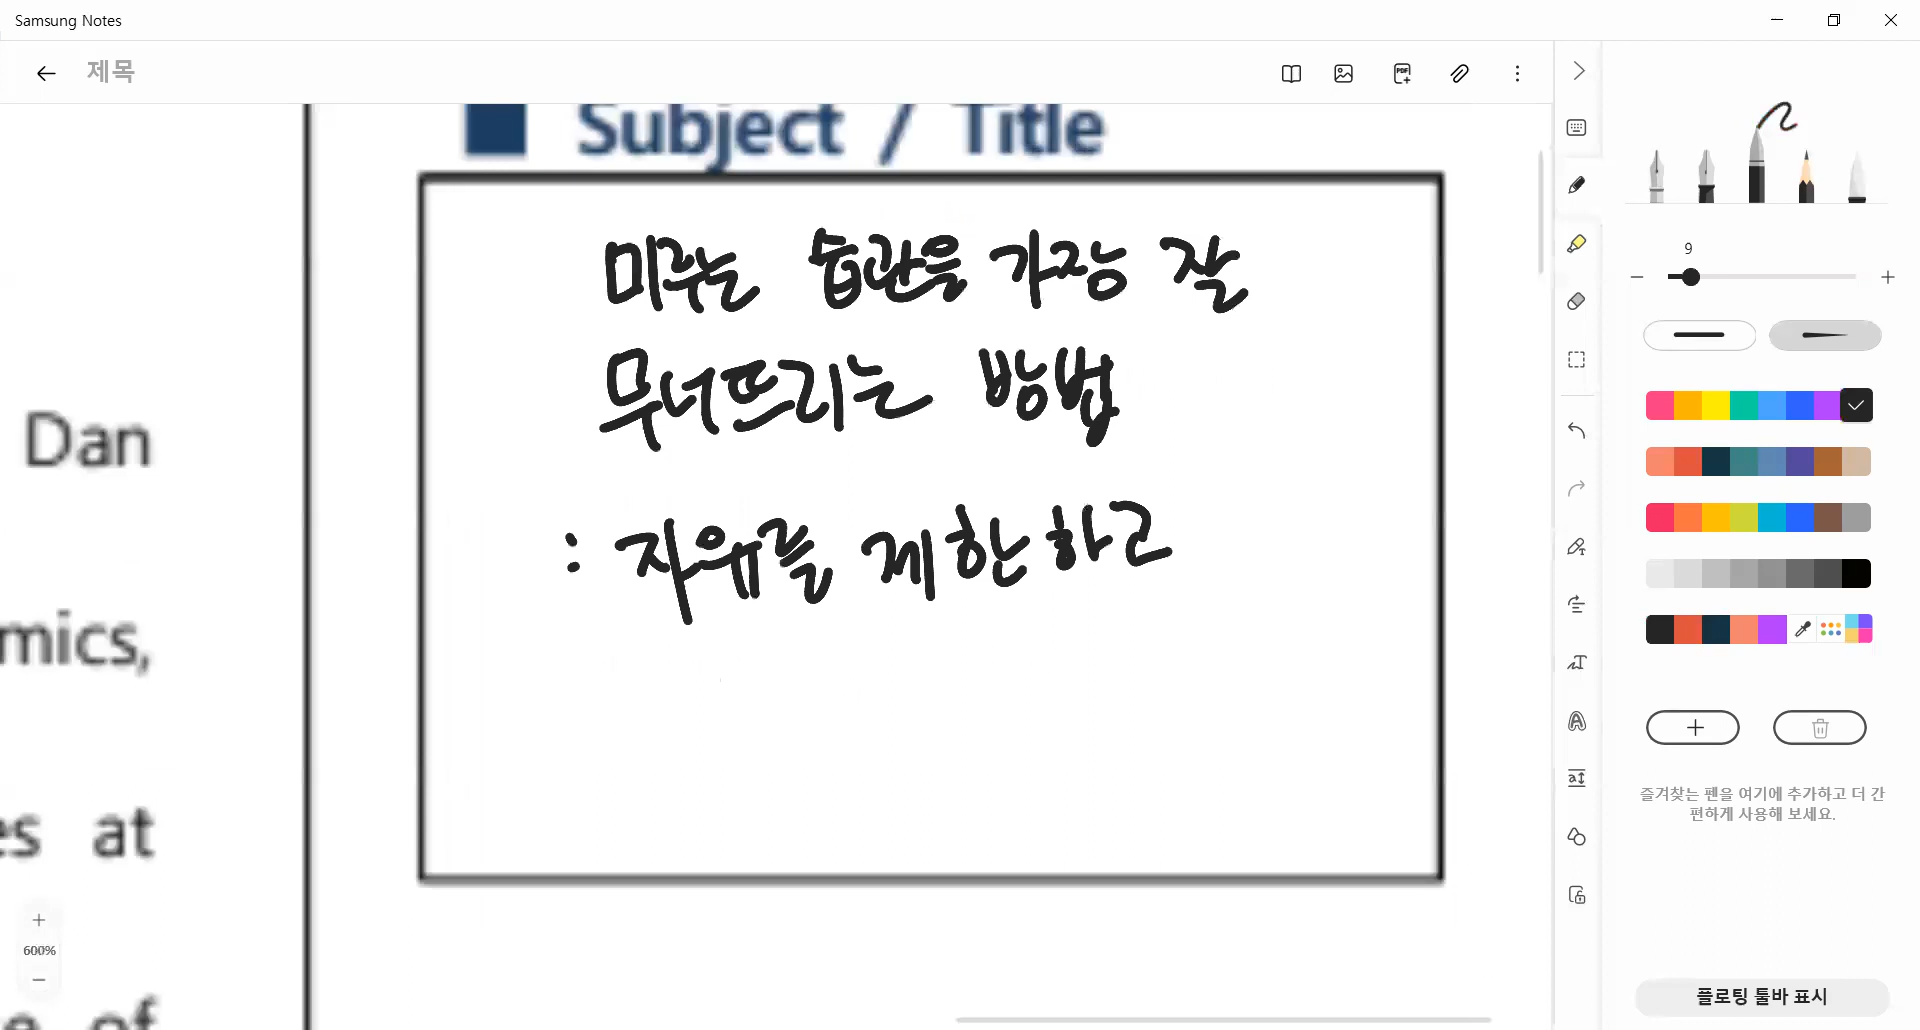 Samsung Notes
제목
Subject / Title
미루는 습관을 가장 잘
무너뜨리는 방법
: 자유를 제한하고
Dan
mics,
es at
e of
600%
9
즐겨찾는 펜을 여기에 추가하고 더 간
편하게 사용해 보세요.
플로팅 툴바 표시